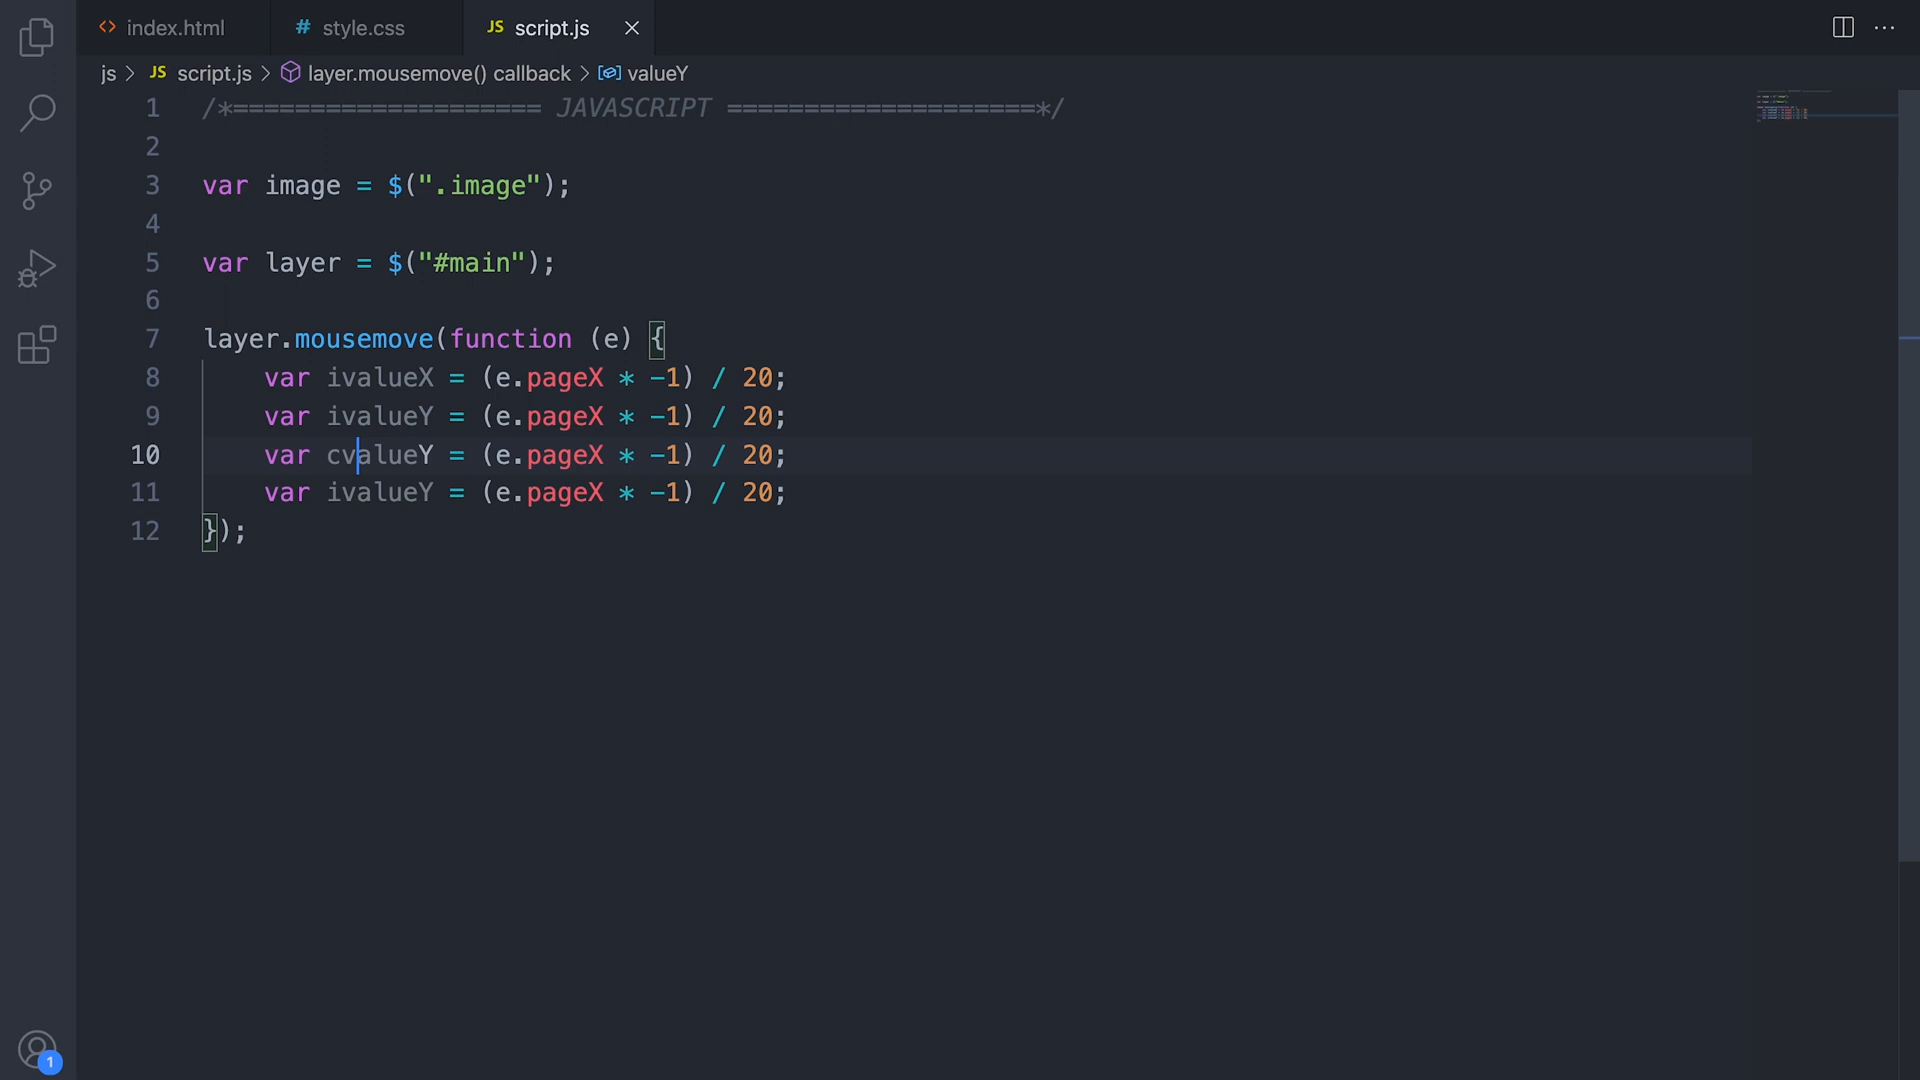 index.html
style.css
JS script.js
js > JS script.js > layer.mousemove() callback > valueY
1 /*==================== JAVASCRIPT ====================*/
2
3 var image = $(".image");
4
5 var layer = $("#main");
6
7 layer.mousemove(function (e) {
8 var ivalueX = (e.pageX * -1) / 20;
9 var ivalueY = (e.pageX * -1) / 20;
10 var cvalueY = (e.pageX * -1) / 20;
11 var ivalueY = (e.pageX * -1) / 20;
12 });
1